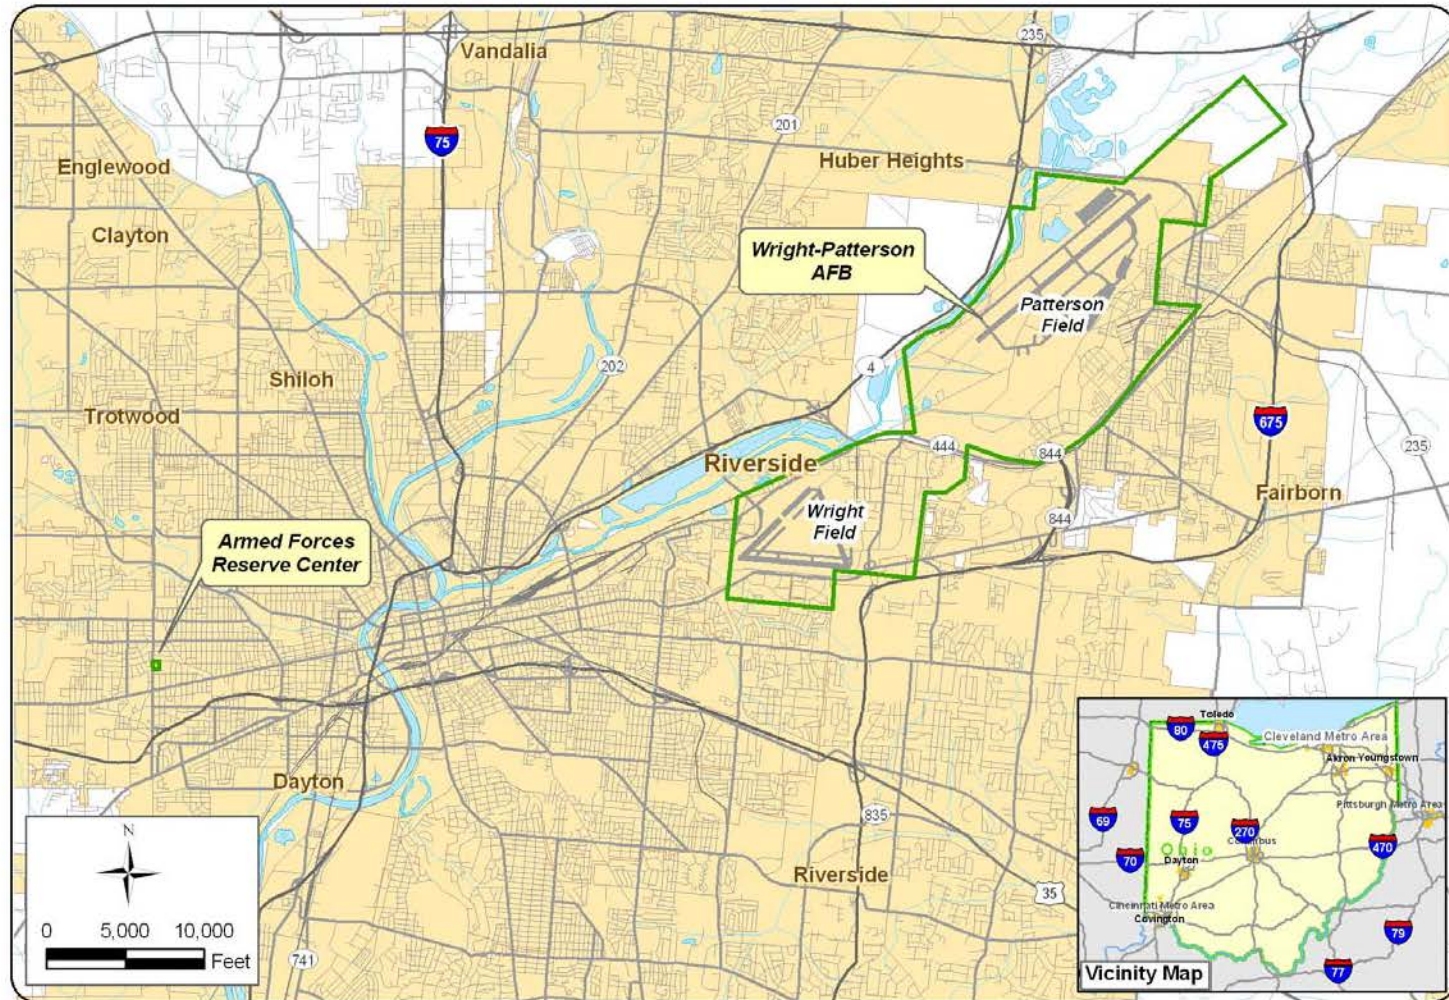 Vandalia
235
75
201
Englewood
Huber Heights
Clayton
Wright-Patterson
AFB
Patterson
Field
202
4
Shiloh
Trotwood
675
444
844
235
Riverside
Fairborn
Wright
Field
844
Armed Forces
Reserve Center
Dayton
835
Riverside
35
741
N
0 5,000 10,000
Feet
80
Toledo
475
Cleveland Metro Area
Akron Youngstown
Pittsburgh Metro Area
69
75
270
Columbus
470
70
Ohio
Dayton
Cincinnati Metro Area
Covington
79
77
Vicinity Map